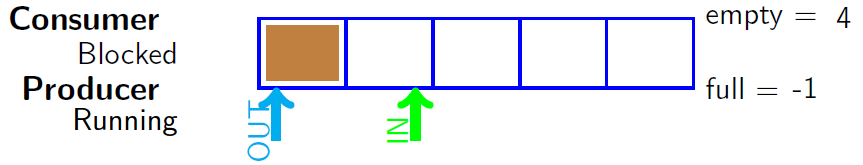 Consumer
Blocked
Producer
Running
OUT
IN
empty = 4
full = -1